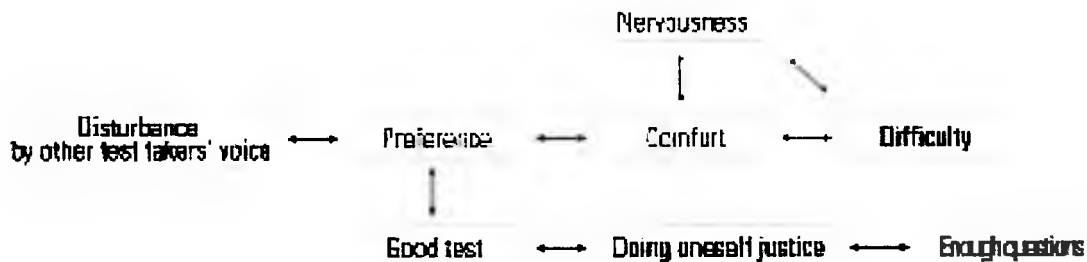 Nervousness
Disturbance
by other test takers' voice
Preference
Comfort
Difficulty
Good test
Doing oneself justice
Enough questions